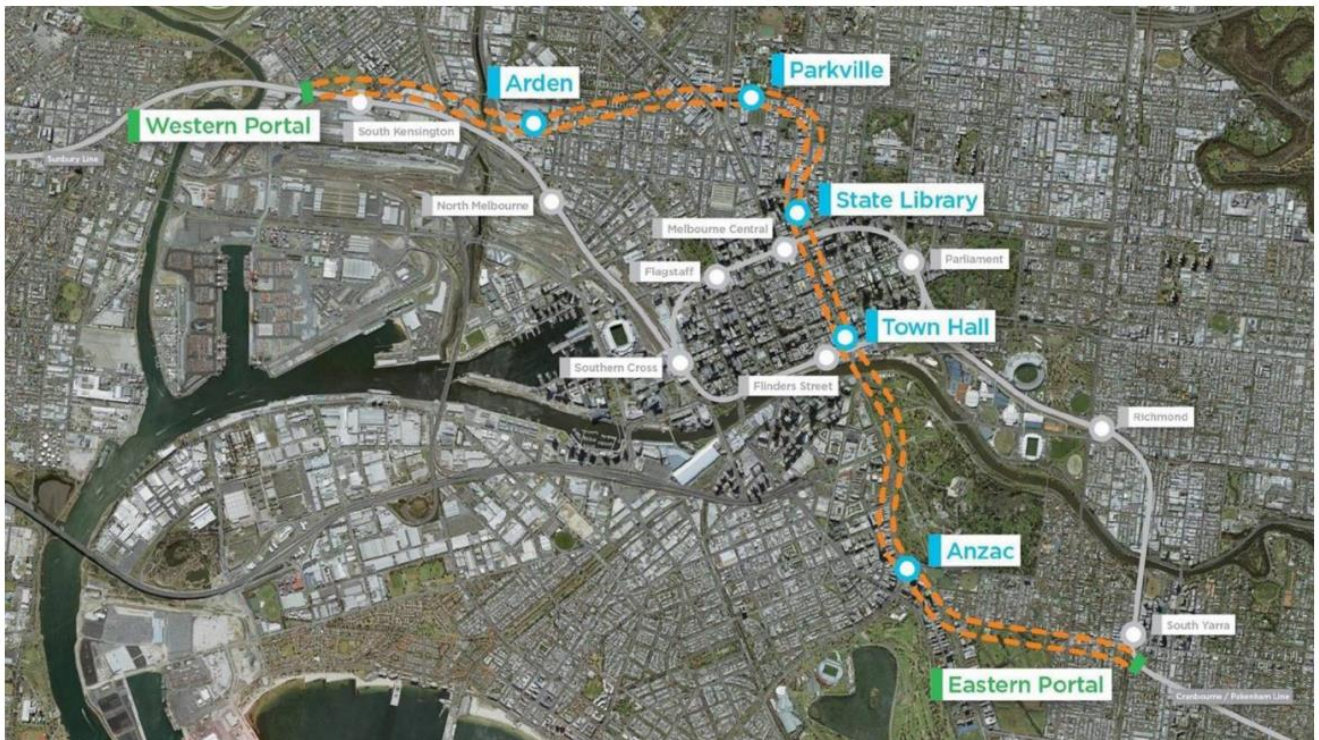 Parkville
Arden
Western Portal
South Kensington
Sunbury Line
State Library
North Melbourne
Melbourne Central
Parliament
Flagstaff
Town Hall
Southern Cross
Flinders Street
Richmond
Anzac
South Yarra
Eastern Portal
Cranbourne / Pakenham Line